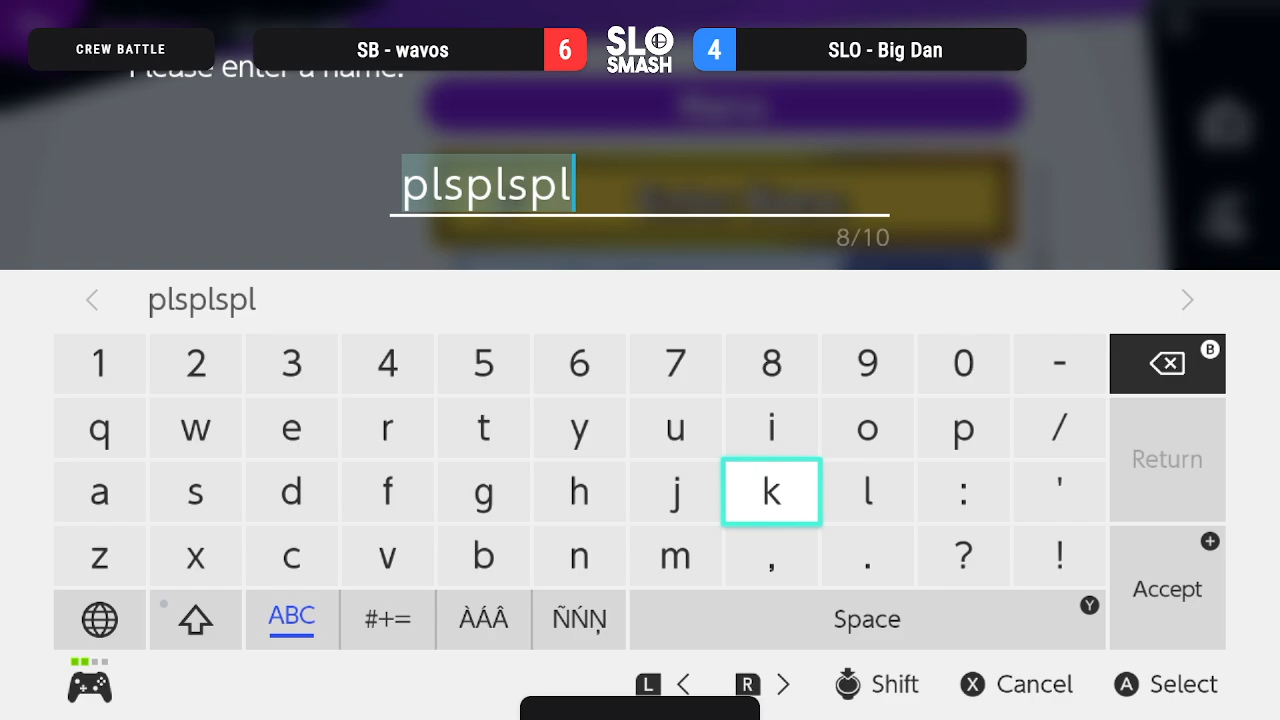 CREW BATTLE
SB - wavos
6
SLO
SMASH
4
SLO - Big Dan
Please enter a name.
plsplspl
8/10
plsplspl
1 2 3 4 5 6 7 8 9 0 - B
q w e r t y u i o p / Return
a s d f g h j k l : '
z x c v b n m , . ? ! + Accept
ABC #+= ÀÁÂ ÑŃŅ Space Y
L < R > Shift X Cancel A Select